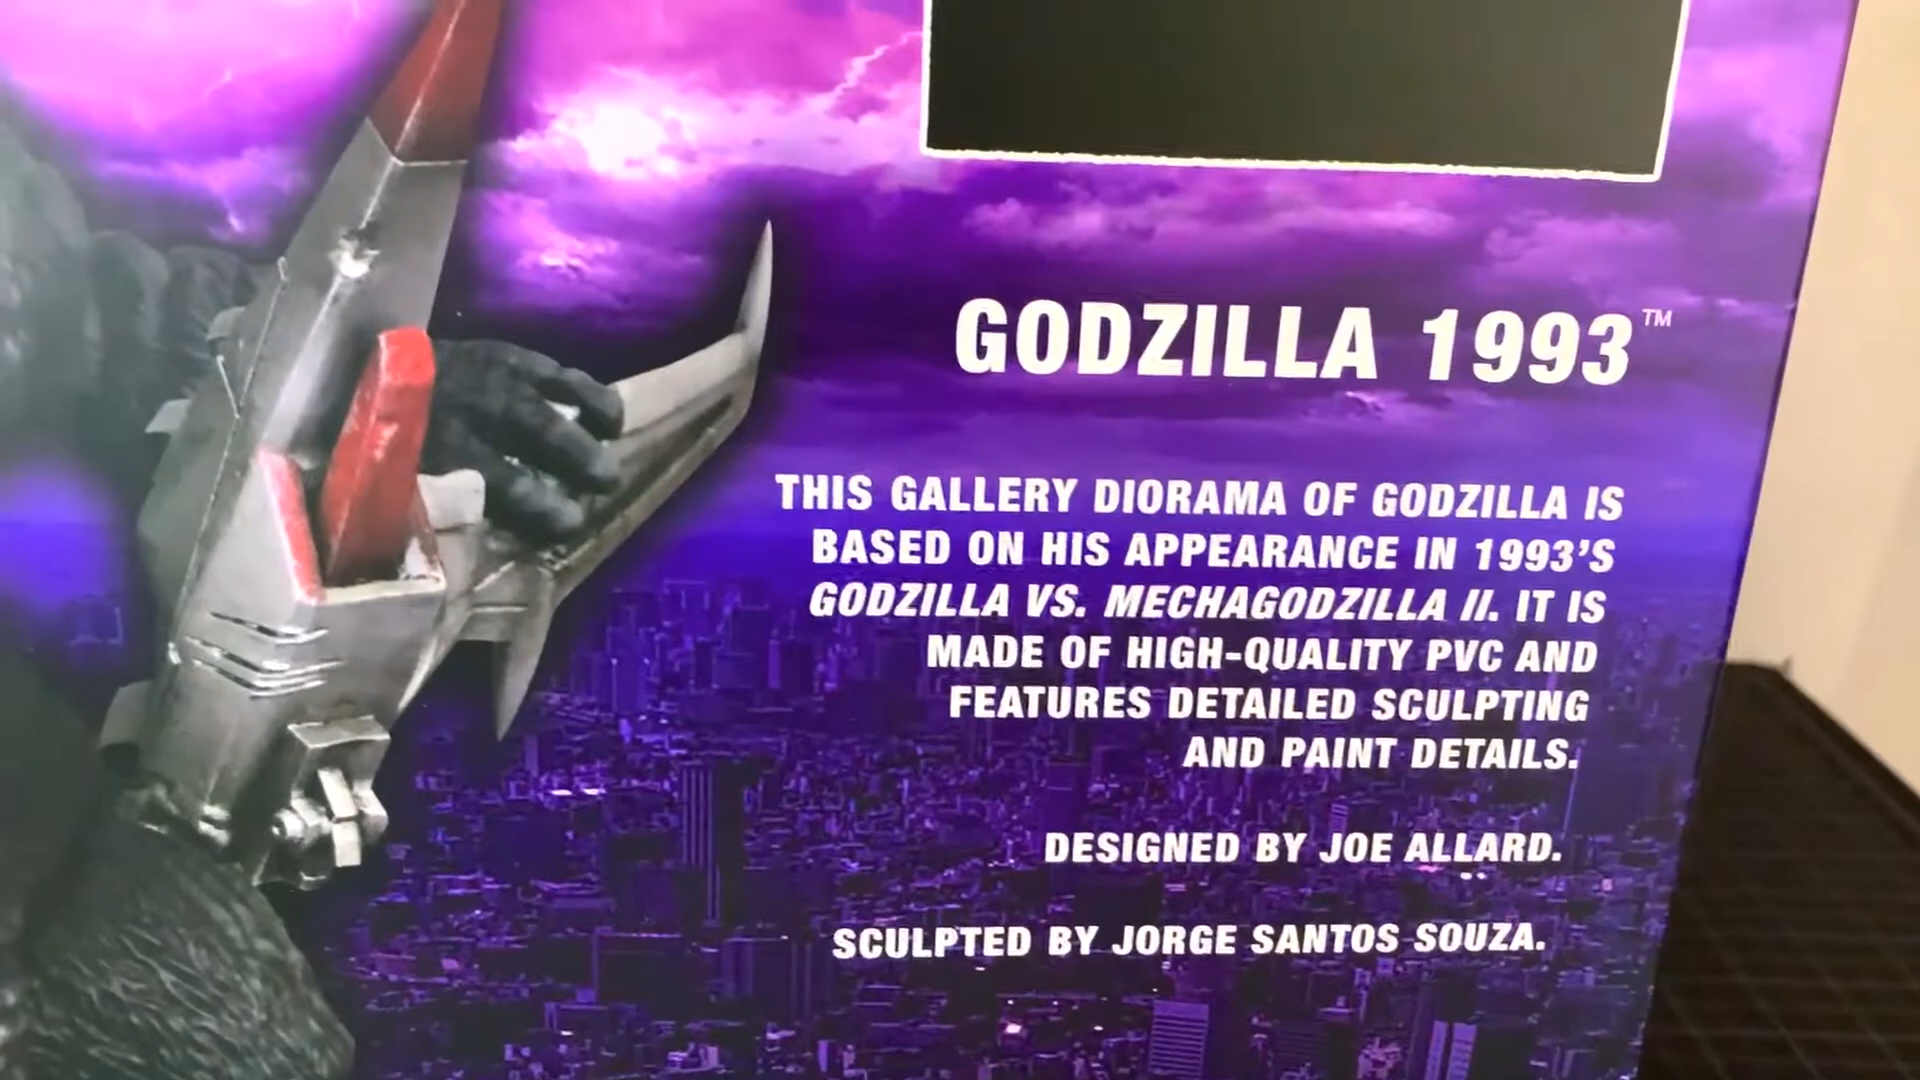 GODZILLA 1993™
THIS GALLERY DIORAMA OF GODZILLA IS
BASED ON HIS APPEARANCE IN 1993'S
GODZILLA VS. MECHAGODZILLA II. IT IS
MADE OF HIGH-QUALITY PVC AND
FEATURES DETAILED SCULPTING
AND PAINT DETAILS.
DESIGNED BY JOE ALLARD.
SCULPTED BY JORGE SANTOS SOUZA.